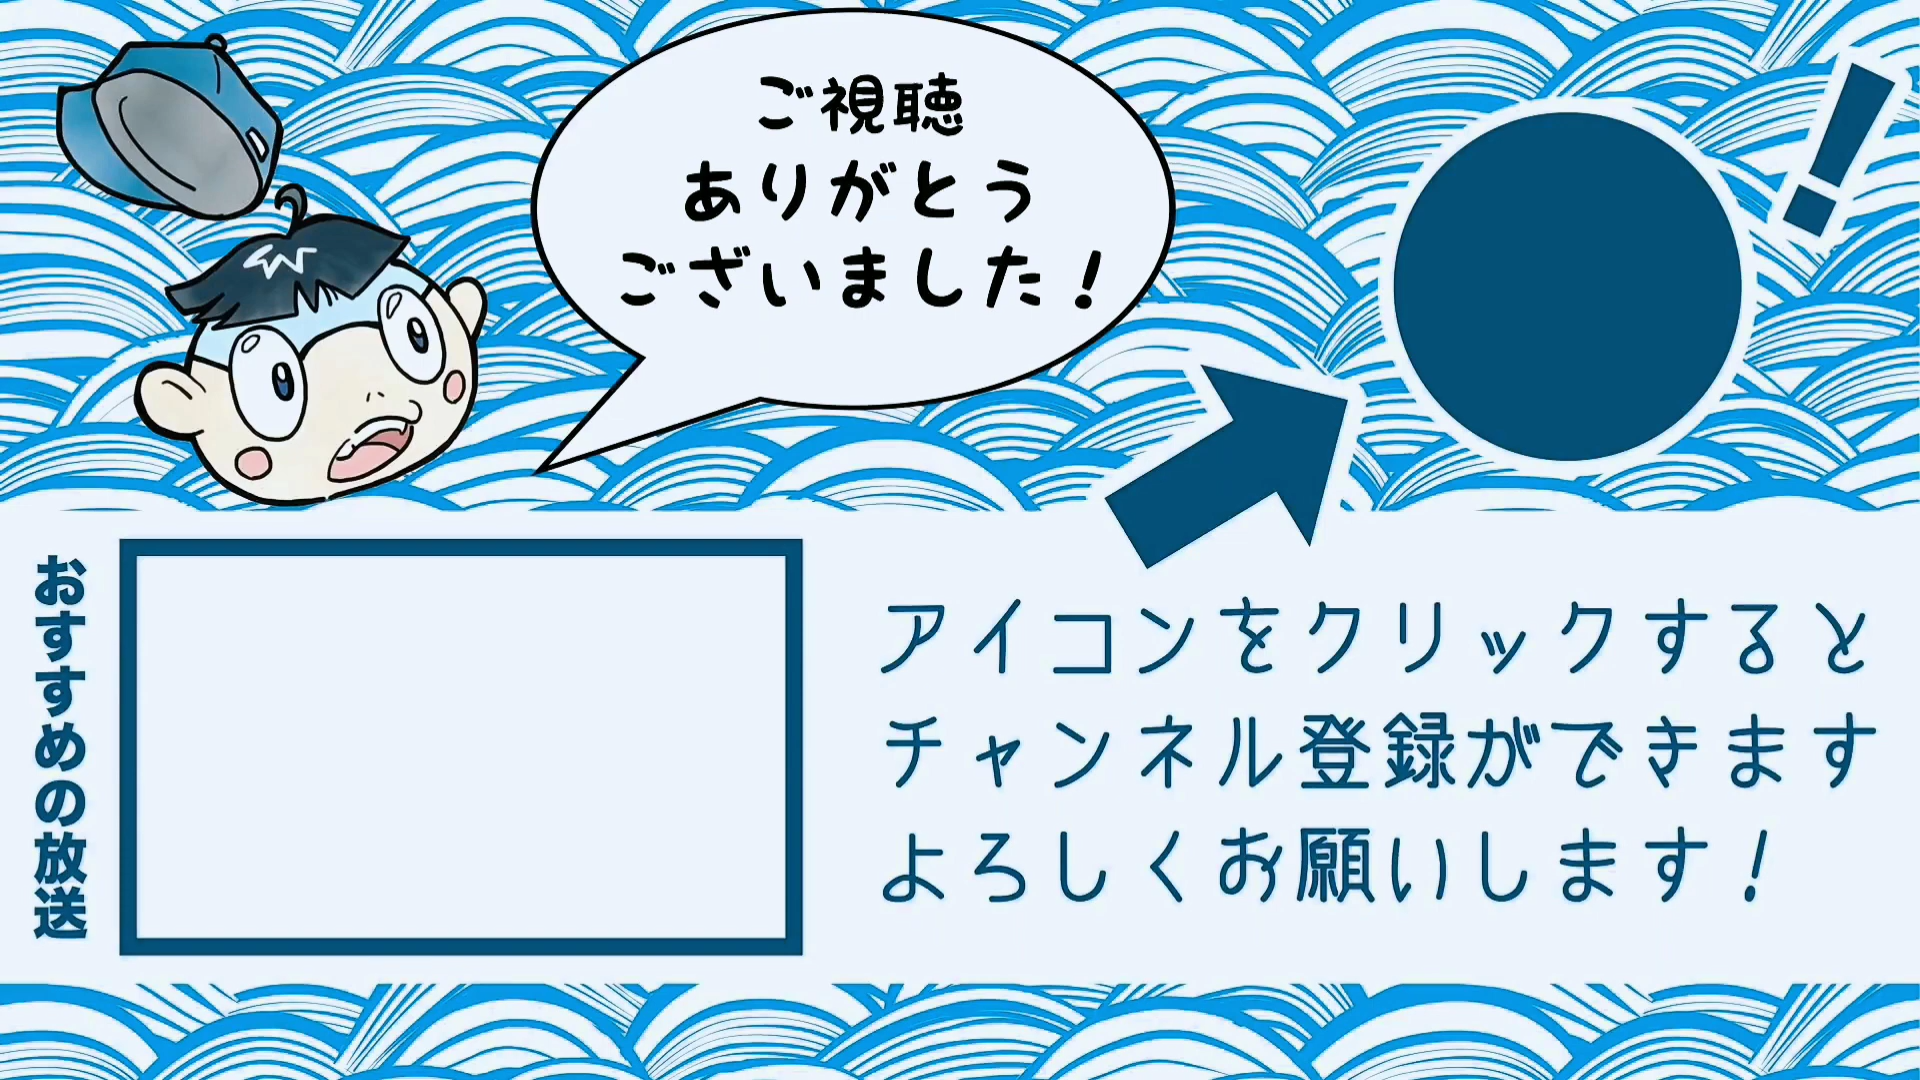 ご視聴
ありがとう
ございました！
おすすめの放送
アイコンをクリックすると
チャンネル登録ができます
よろしくお願いします！